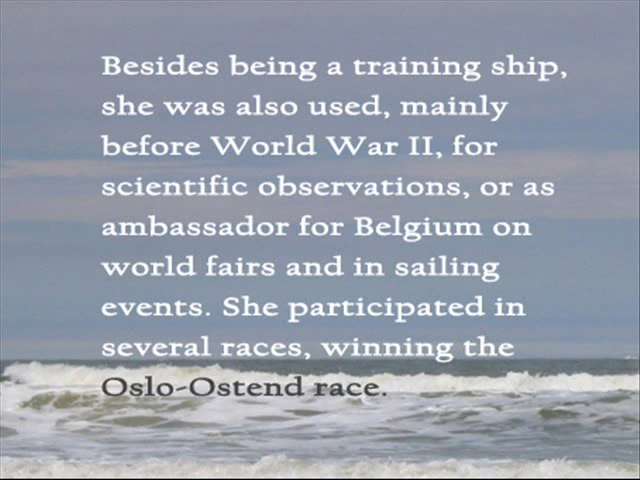 Besides being a training ship,
she was also used, mainly
before World War II, for
scientific observations, or as
ambassador for Belgium on
world fairs and in sailing
events. She participated in
several races, winning the
Oslo-Ostend race.